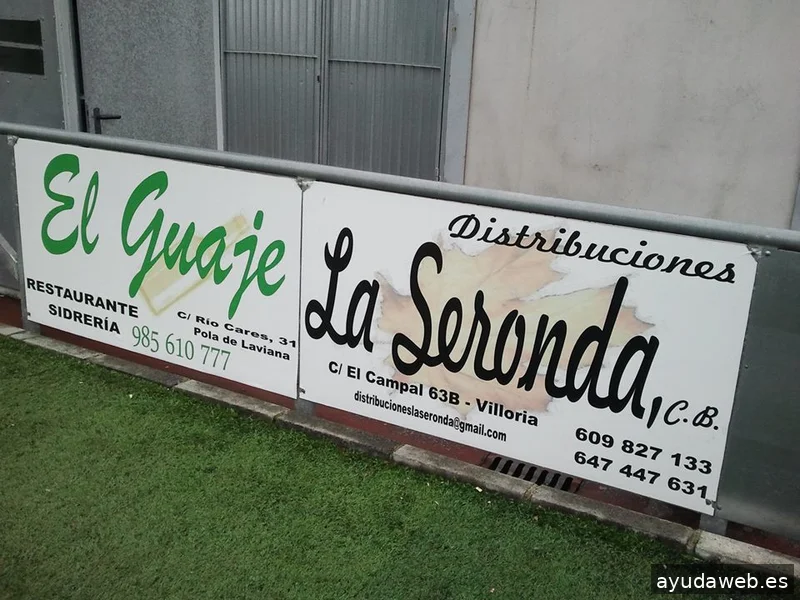 El Guaje
RESTAURANTE
SIDRERÍA
C/ Río Cares, 31
Pola de Laviana
985 610 777
Distribuciones
La Seronda, C.B.
C/ El Campal 63B - Villoria
distribucioneslaseronda@gmail.com
609 827 133
647 447 631
ayudaweb.es